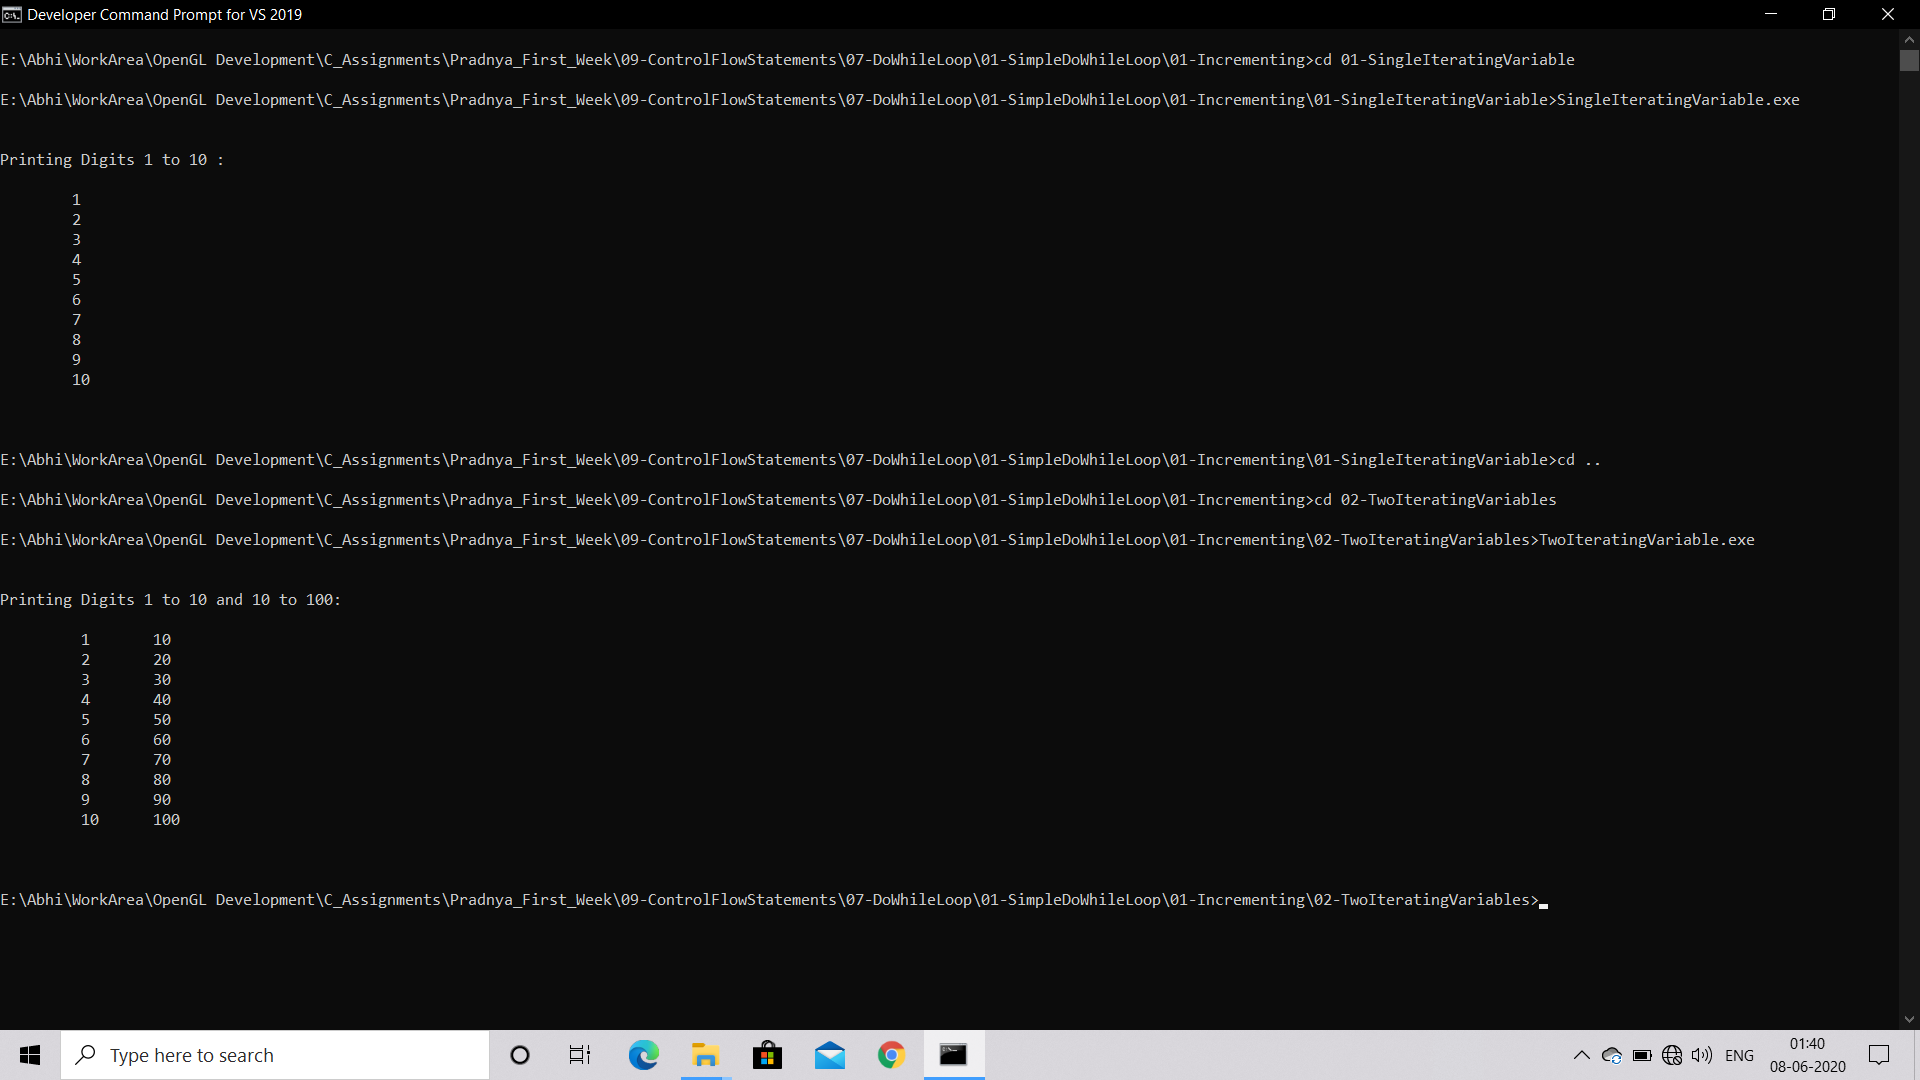 Developer Command Prompt for VS 2019
E:\Abhi\WorkArea\OpenGL Development\C_Assignments\Pradnya_First_Week\09-ControlFlowStatements\07-DoWhileLoop\01-SimpleDoWhileLoop\01-Incrementing>cd 01-SingleIteratingVariable
E:\Abhi\WorkArea\OpenGL Development\C_Assignments\Pradnya_First_Week\09-ControlFlowStatements\07-DoWhileLoop\01-SimpleDoWhileLoop\01-Incrementing\01-SingleIteratingVariable>SingleIteratingVariable.exe
Printing Digits 1 to 10 :
1
2
3
4
5
6
7
8
9
10
E:\Abhi\WorkArea\OpenGL Development\C_Assignments\Pradnya_First_Week\09-ControlFlowStatements\07-DoWhileLoop\01-SimpleDoWhileLoop\01-Incrementing\01-SingleIteratingVariable>cd ..
E:\Abhi\WorkArea\OpenGL Development\C_Assignments\Pradnya_First_Week\09-ControlFlowStatements\07-DoWhileLoop\01-SimpleDoWhileLoop\01-Incrementing>cd 02-TwoIteratingVariables
E:\Abhi\WorkArea\OpenGL Development\C_Assignments\Pradnya_First_Week\09-ControlFlowStatements\07-DoWhileLoop\01-SimpleDoWhileLoop\01-Incrementing\02-TwoIteratingVariables>TwoIteratingVariable.exe
Printing Digits 1 to 10 and 10 to 100:
1 10
2 20
3 30
4 40
5 50
6 60
7 70
8 80
9 90
10 100
E:\Abhi\WorkArea\OpenGL Development\C_Assignments\Pradnya_First_Week\09-ControlFlowStatements\07-DoWhileLoop\01-SimpleDoWhileLoop\01-Incrementing\02-TwoIteratingVariables>
Type here to search
ENG
01:40
08-06-2020